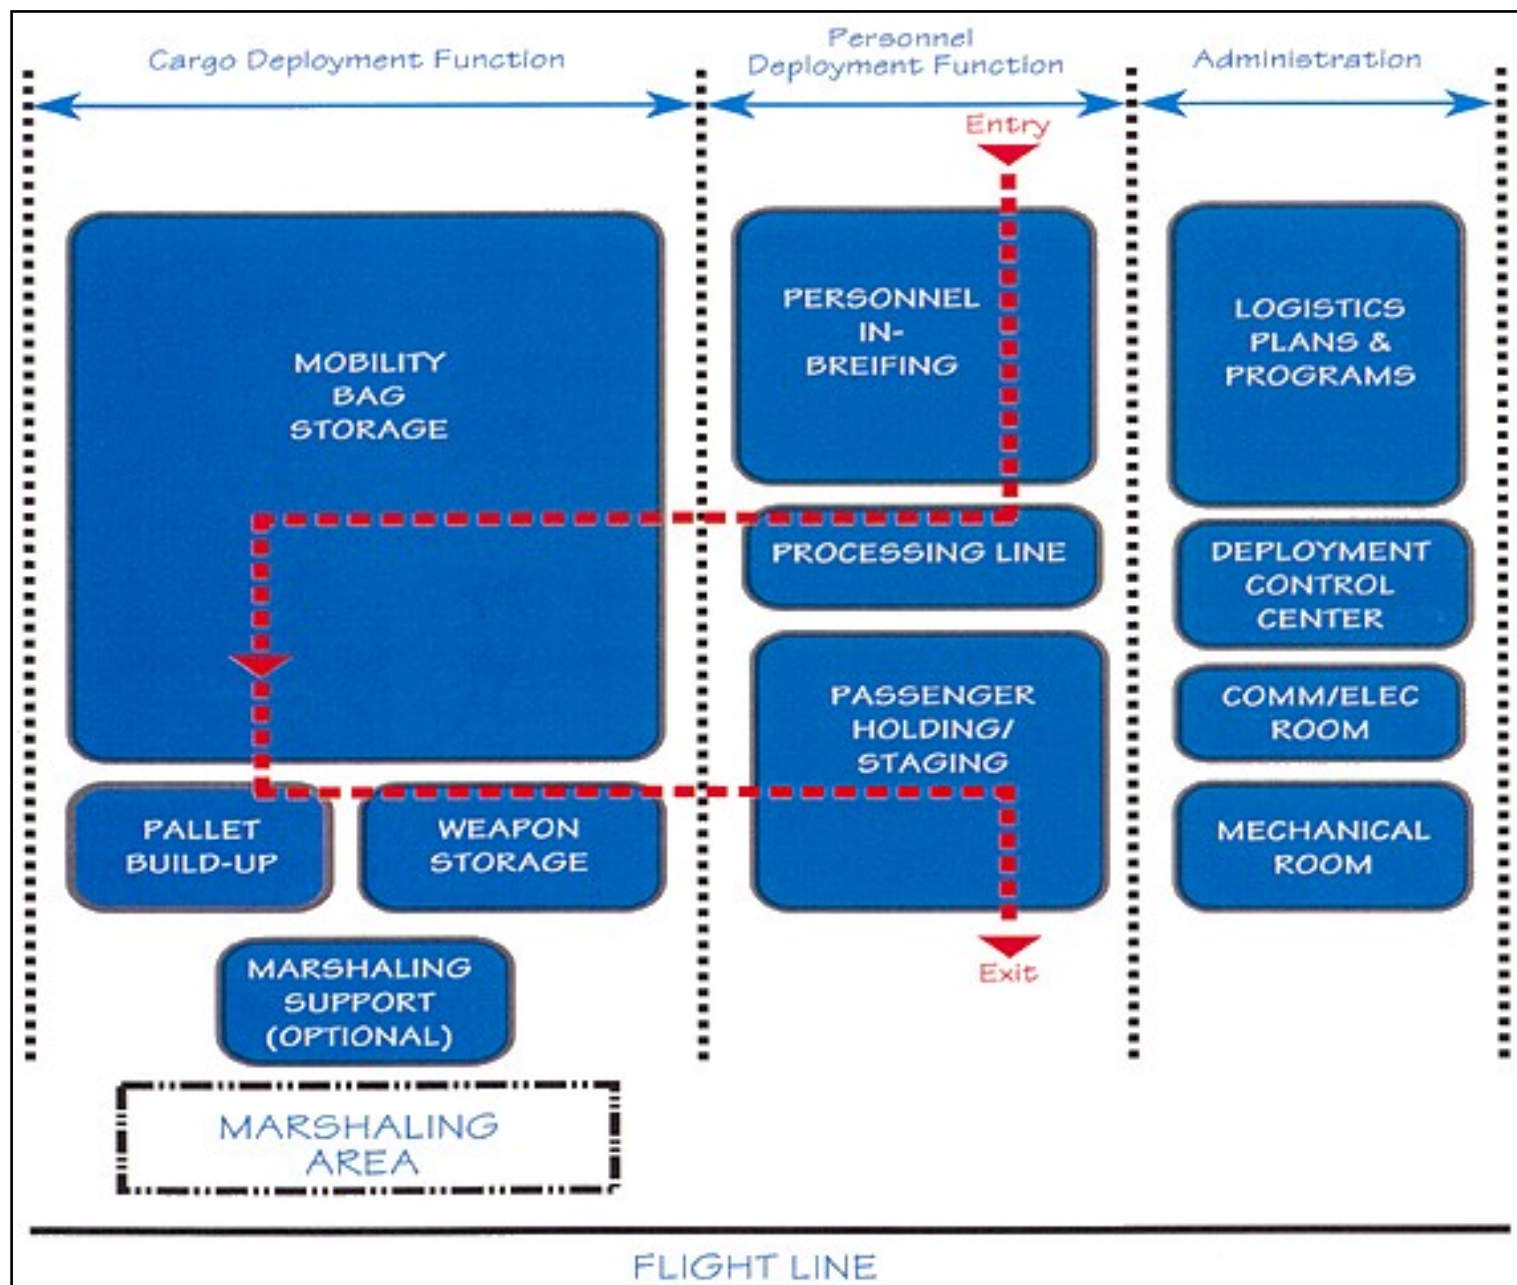 Cargo Deployment Function
Personnel
Deployment Function
Administration
Entry
MOBILITY
BAG
STORAGE
PERSONNEL
IN-
BREIFING
LOGISTICS
PLANS &
PROGRAMS
PROCESSING LINE
DEPLOYMENT
CONTROL
CENTER
PASSENGER
HOLDING/
STAGING
COMM/ELEC
ROOM
PALLET
BUILD-UP
WEAPON
STORAGE
MECHANICAL
ROOM
Exit
MARSHALING
SUPPORT
(OPTIONAL)
MARSHALING
AREA
FLIGHT LINE